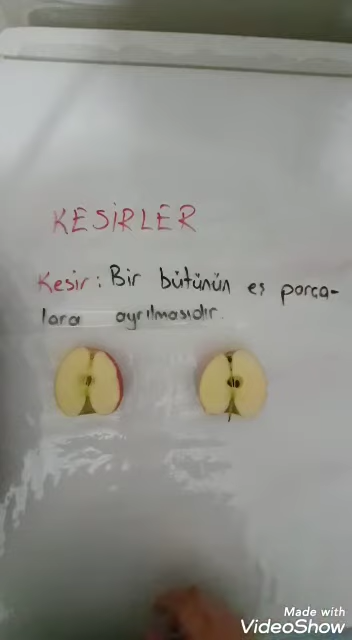 KESİRLER
Kesir: Bir bütünün eş parça-
lara ayrılmasıdır.
Made with
VideoShow